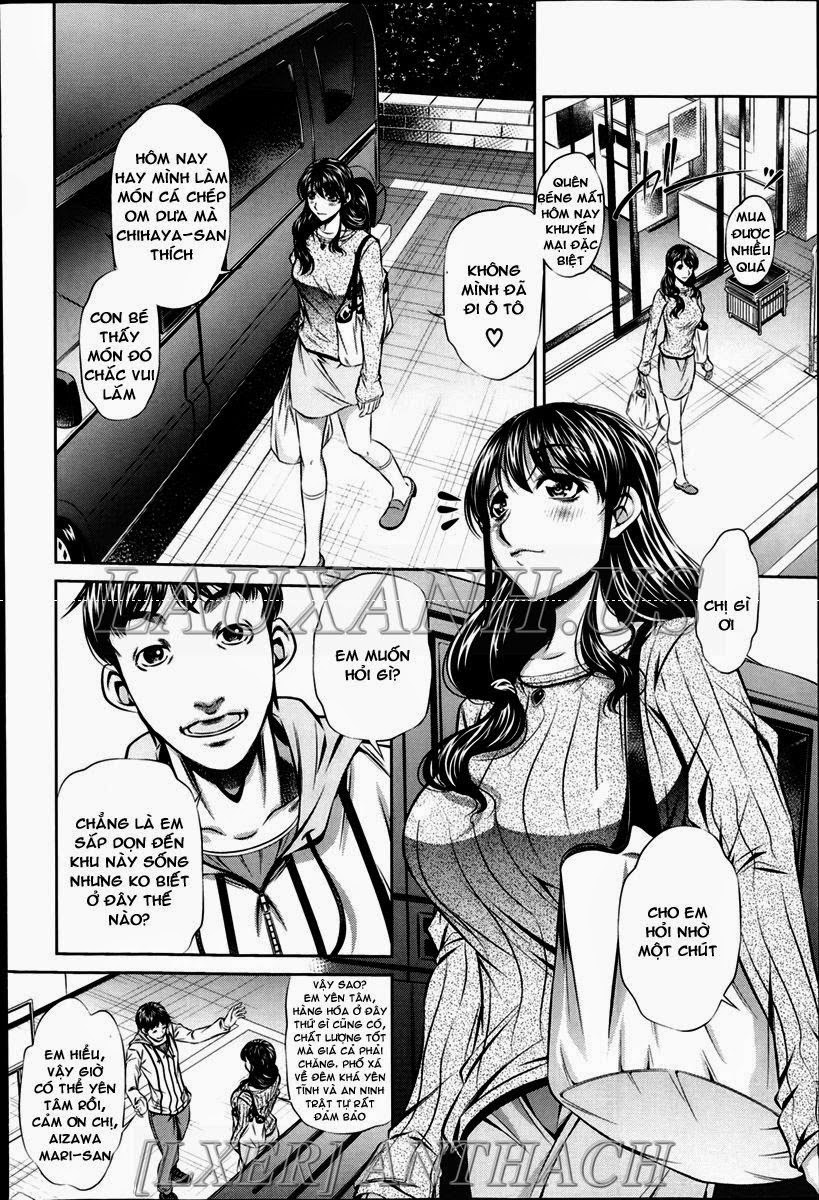 MUA
ĐƯỢC
NHIỀU
QUÁ
QUÊN
BÉNG MẤT
HÔM NAY
KHUYẾN
MẠI ĐẶC
BIỆT
KHÔNG
MÌNH ĐÃ
ĐI Ô TÔ
♡
HÔM NAY
HAY MÌNH LÀM
MÓN CÁ CHÉP
OM DƯA MÀ
CHIHAYA-SAN
THÍCH
CON BÉ
THẤY
MÓN ĐÓ
CHẮC VUI
LẮM
CHỊ GÌ
ƠI
CHO EM
HỎI NHỜ
MỘT CHÚT
LAUXANH.US
EM MUỐN
HỎI GÌ?
CHẲNG LÀ EM
SẮP DỌN ĐẾN
KHU NÀY SỐNG
NHƯNG KO BIẾT
Ở ĐÂY THẾ
NÀO?
VẬY SAO?
EM YÊN TÂM,
HÀNG HÓA Ở ĐÂY
THỨ GÌ CŨNG CÓ,
CHẤT LƯỢNG TỐT
MÀ GIÁ CẢ PHẢI
CHĂNG. PHỐ XÁ
VỀ ĐÊM KHÁ YÊN
TĨNH VÀ AN NINH
TRẬT TỰ RẤT
ĐẢM BẢO
EM HIỂU,
VẬY GIỜ
CÓ THỂ YÊN
TÂM RỒI,
CẢM ƠN CHỊ,
AIZAWA
MARI-SAN
[LXER] ANTHACH